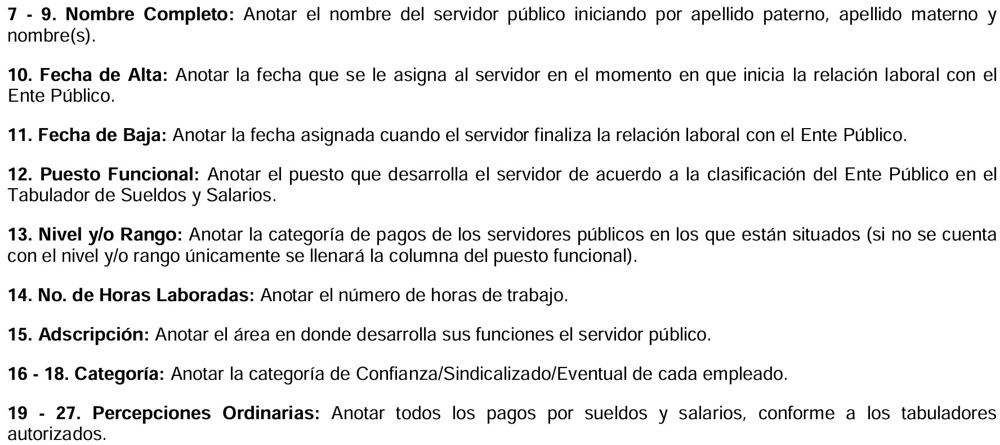 7 - 9. Nombre Completo: Anotar el nombre del servidor público iniciando por apellido paterno, apellido materno y
nombre(s).
10. Fecha de Alta: Anotar la fecha que se le asigna al servidor en el momento en que inicia la relación laboral con el
Ente Público.
11. Fecha de Baja: Anotar la fecha asignada cuando el servidor finaliza la relación laboral con el Ente Público.
12. Puesto Funcional: Anotar el puesto que desarrolla el servidor de acuerdo a la clasificación del Ente Público en el
Tabulador de Sueldos y Salarios.
13. Nivel y/o Rango: Anotar la categoría de pagos de los servidores públicos en los que están situados (si no se cuenta
con el nivel y/o rango únicamente se llenará la columna del puesto funcional).
14. No. de Horas Laboradas: Anotar el número de horas de trabajo.
15. Adscripción: Anotar el área en donde desarrolla sus funciones el servidor público.
16 - 18. Categoría: Anotar la categoría de Confianza/Sindicalizado/Eventual de cada empleado.
19 - 27. Percepciones Ordinarias: Anotar todos los pagos por sueldos y salarios, conforme a los tabuladores
autorizados.